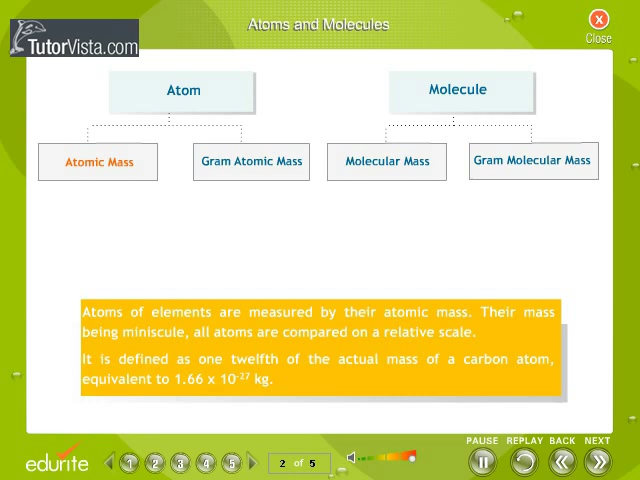 Atoms and Molecules
Close
TutorVista.com
Atom
Molecule
Atomic Mass
Gram Atomic Mass
Molecular Mass
Gram Molecular Mass
Atoms of elements are measured by their atomic mass. Their mass
being miniscule, all atoms are compared on a relative scale.
It is defined as one twelfth of the actual mass of a carbon atom,
equivalent to 1.66 x 10⁻²⁷ kg.
PAUSE REPLAY BACK NEXT
edurite
1 2 3 4 5
2 of 5